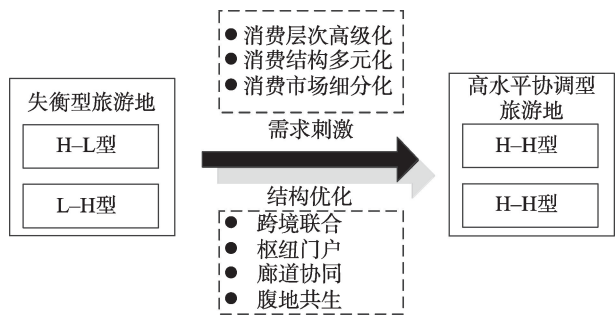 ● 消费层次高级化
● 消费结构多元化
● 消费市场细分化
失衡型旅游地
H–L型
L–H型
需求刺激
结构优化
高水平协调型
旅游地
H–H型
H–H型
● 跨境联合
● 枢纽门户
● 廊道协同
● 腹地共生